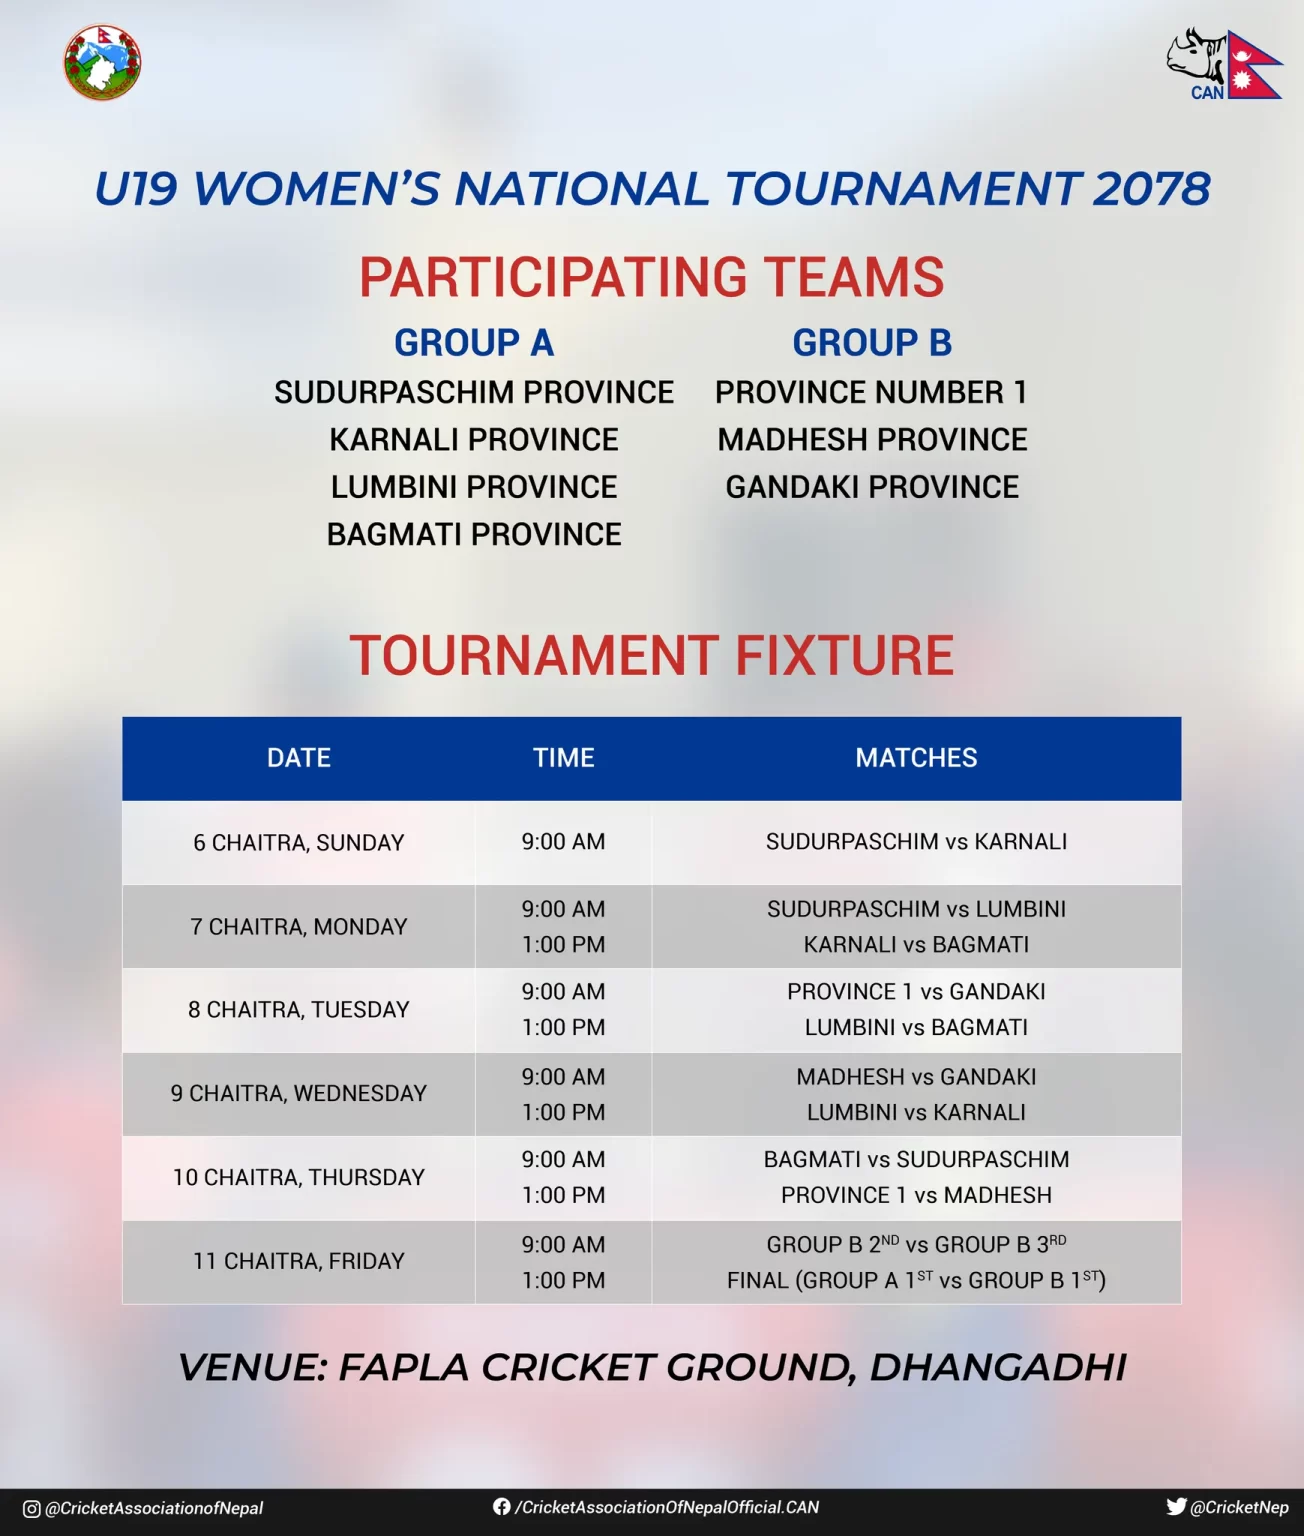 CAN
U19 WOMEN'S NATIONAL TOURNAMENT 2078
PARTICIPATING TEAMS
GROUP A
SUDURPASCHIM PROVINCE
KARNALI PROVINCE
LUMBINI PROVINCE
BAGMATI PROVINCE
GROUP B
PROVINCE NUMBER 1
MADHESH PROVINCE
GANDAKI PROVINCE
TOURNAMENT FIXTURE
DATE TIME MATCHES
6 CHAITRA, SUNDAY 9:00 AM SUDURPASCHIM vs KARNALI
7 CHAITRA, MONDAY
9:00 AM SUDURPASCHIM vs LUMBINI
1:00 PM KARNALI vs BAGMATI
8 CHAITRA, TUESDAY
9:00 AM PROVINCE 1 vs GANDAKI
1:00 PM LUMBINI vs BAGMATI
9 CHAITRA, WEDNESDAY
9:00 AM MADHESH vs GANDAKI
1:00 PM LUMBINI vs KARNALI
10 CHAITRA, THURSDAY
9:00 AM BAGMATI vs SUDURPASCHIM
1:00 PM PROVINCE 1 vs MADHESH
11 CHAITRA, FRIDAY
9:00 AM GROUP B 2ND vs GROUP B 3RD
1:00 PM FINAL (GROUP A 1ST vs GROUP B 1ST)
VENUE: FAPLA CRICKET GROUND, DHANGADHI
@CricketAssociationofNepal /CricketAssociationOfNepalOfficial.CAN @CricketNep